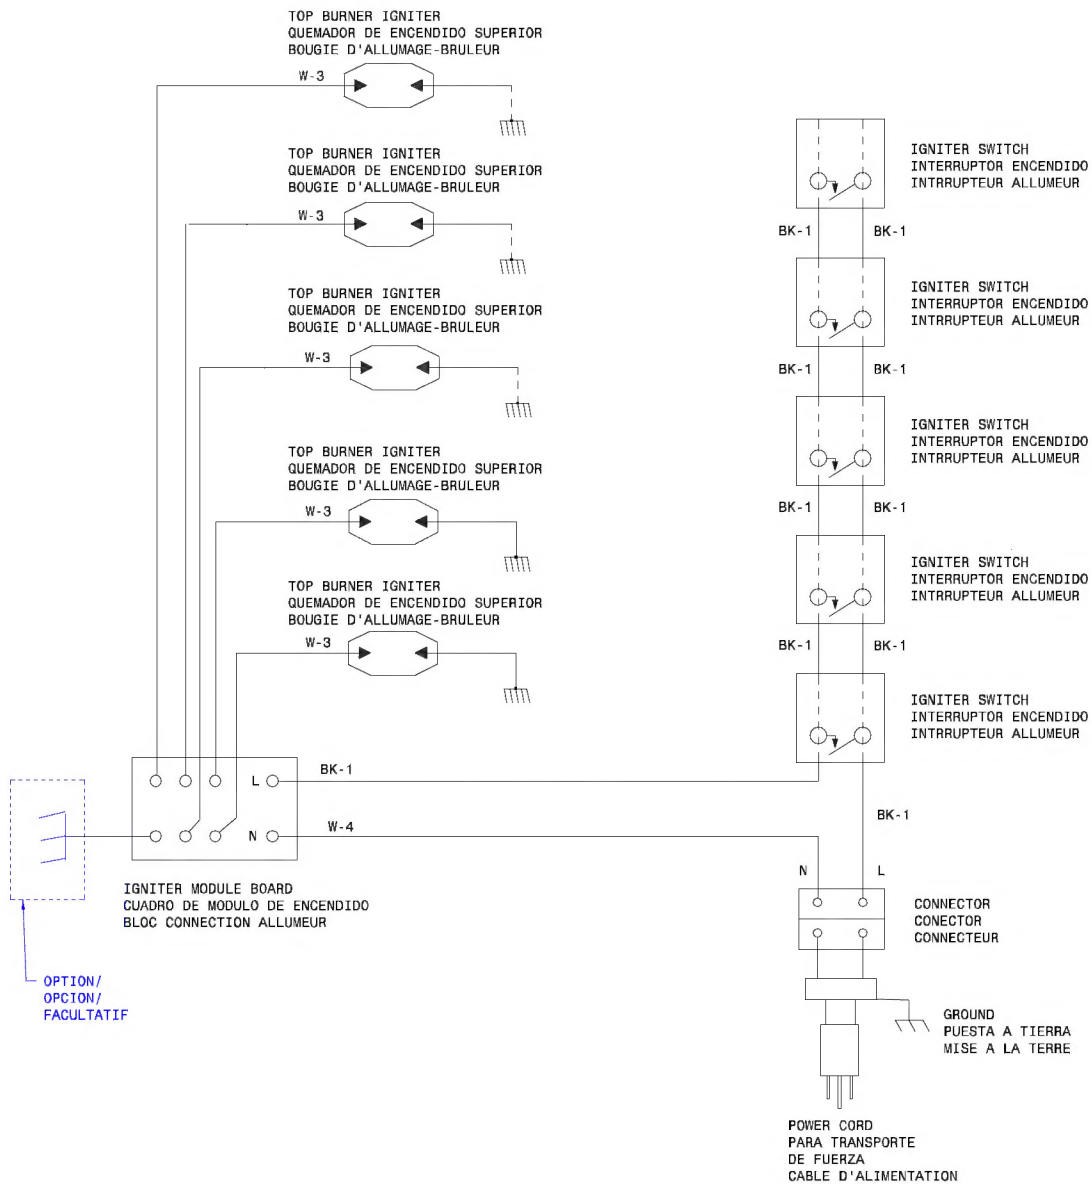 TOP BURNER IGNITER
QUEMADOR DE ENCENDIDO SUPERIOR
BOUGIE D'ALLUMAGE-BRULEUR
W-3
TOP BURNER IGNITER
QUEMADOR DE ENCENDIDO SUPERIOR
BOUGIE D'ALLUMAGE-BRULEUR
W-3
TOP BURNER IGNITER
QUEMADOR DE ENCENDIDO SUPERIOR
BOUGIE D'ALLUMAGE-BRULEUR
W-3
TOP BURNER IGNITER
QUEMADOR DE ENCENDIDO SUPERIOR
BOUGIE D'ALLUMAGE-BRULEUR
W-3
TOP BURNER IGNITER
QUEMADOR DE ENCENDIDO SUPERIOR
BOUGIE D'ALLUMAGE-BRULEUR
W-3
IGNITER SWITCH
INTERRUPTOR ENCENDIDO
INTRRUPTEUR ALLUMEUR
BK-1 BK-1
IGNITER SWITCH
INTERRUPTOR ENCENDIDO
INTRRUPTEUR ALLUMEUR
BK-1 BK-1
IGNITER SWITCH
INTERRUPTOR ENCENDIDO
INTRRUPTEUR ALLUMEUR
BK-1 BK-1
IGNITER SWITCH
INTERRUPTOR ENCENDIDO
INTRRUPTEUR ALLUMEUR
BK-1 BK-1
IGNITER SWITCH
INTERRUPTOR ENCENDIDO
INTRRUPTEUR ALLUMEUR
L BK-1
N W-4
BK-1
IGNITER MODULE BOARD
CUADRO DE MODULO DE ENCENDIDO
BLOC CONNECTION ALLUMEUR
OPTION/
OPCION/
FACULTATIF
N L
CONNECTOR
CONECTOR
CONNECTEUR
GROUND
PUESTA A TIERRA
MISE A LA TERRE
POWER CORD
PARA TRANSPORTE
DE FUERZA
CABLE D'ALIMENTATION